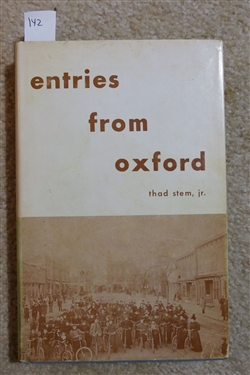 142
entries
from
oxford
thad stem, jr.